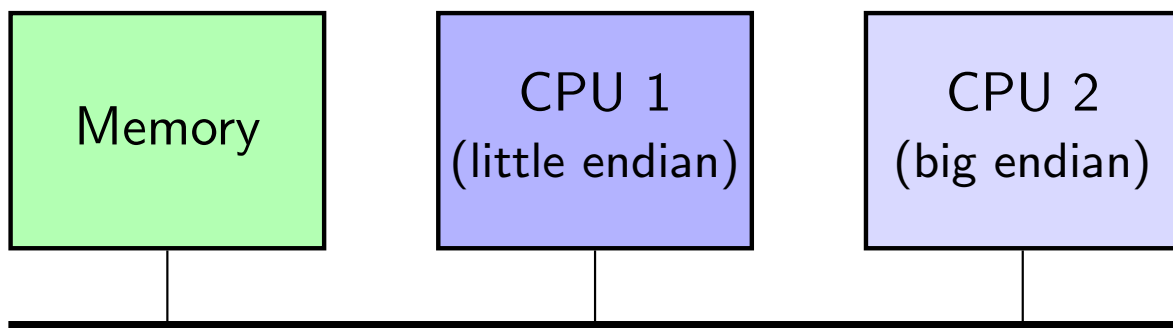 Memory
CPU 1
(little endian)
CPU 2
(big endian)